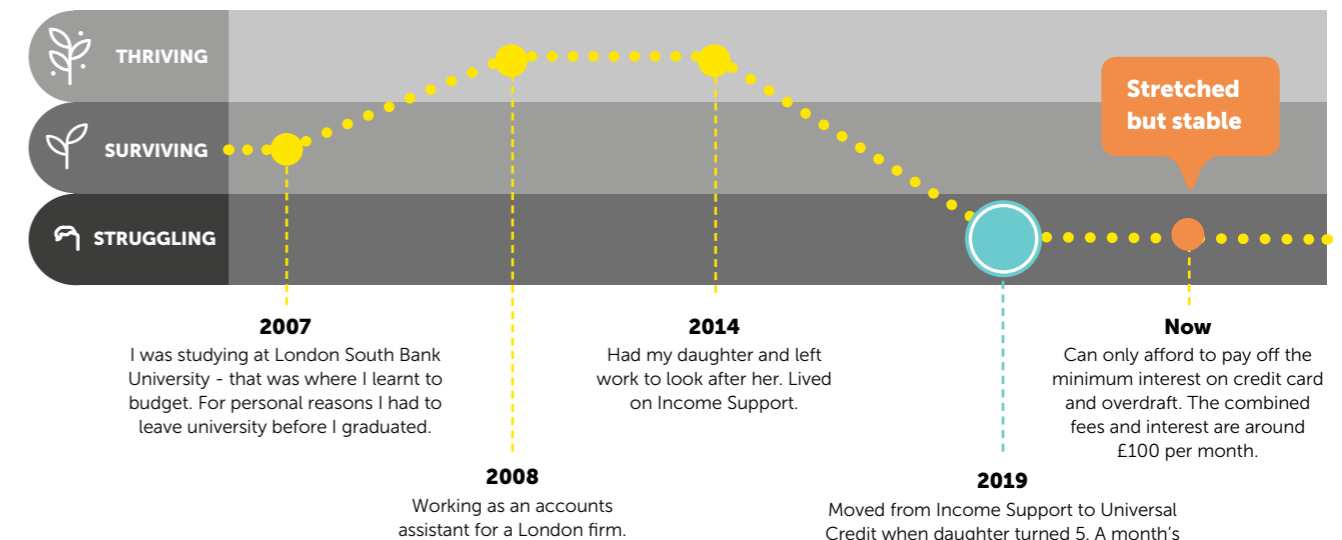 THRIVING
SURVIVING
STRUGGLING
Stretched
but stable
2007
I was studying at London South Bank
University - that was where I learnt to
budget. For personal reasons I had to
leave university before I graduated.
2008
Working as an accounts
assistant for a London firm.
2014
Had my daughter and left
work to look after her. Lived
on Income Support.
2019
Moved from Income Support to Universal
Credit when daughter turned 5. A month’s
Now
Can only afford to pay off the
minimum interest on credit card
and overdraft. The combined
fees and interest are around
£100 per month.